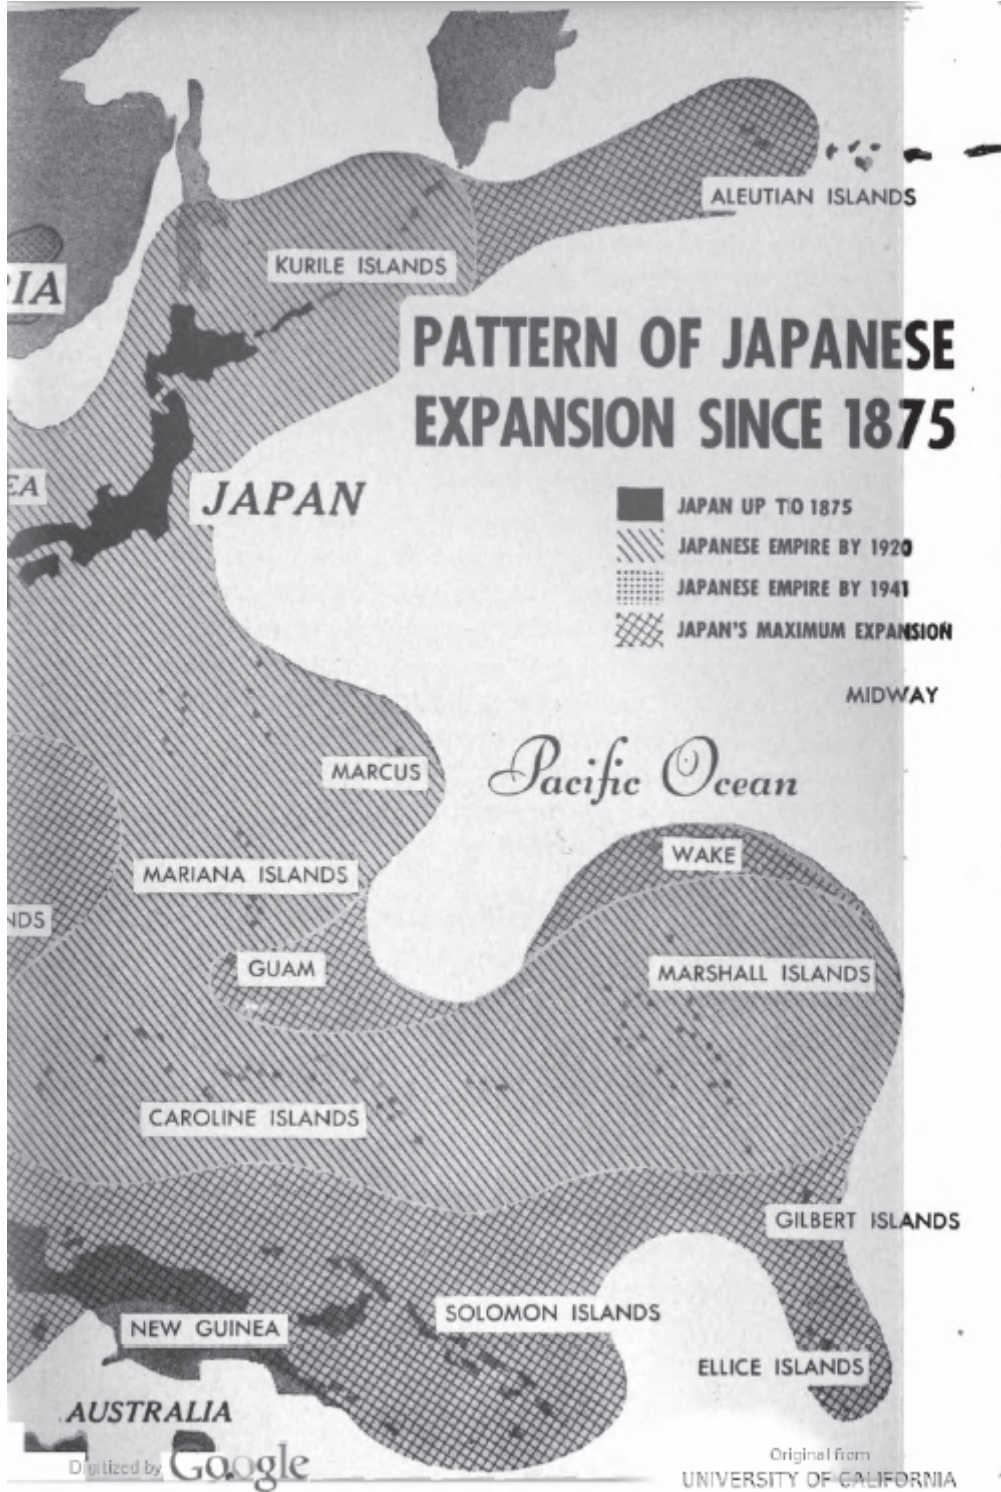 ALEUTIAN ISLANDS
KURILE ISLANDS
RIA
PATTERN OF JAPANESE
EXPANSION SINCE 1875
EA
JAPAN
JAPAN UP TO 1875
JAPANESE EMPIRE BY 1920
JAPANESE EMPIRE BY 1941
JAPAN'S MAXIMUM EXPANSION
MIDWAY
MARCUS
Pacific Ocean
WAKE
MARIANA ISLANDS
NDS
GUAM
MARSHALL ISLANDS
CAROLINE ISLANDS
GILBERT ISLANDS
SOLOMON ISLANDS
NEW GUINEA
ELLICE ISLANDS
AUSTRALIA
Digitized by Google
Original from
UNIVERSITY OF CALIFORNIA